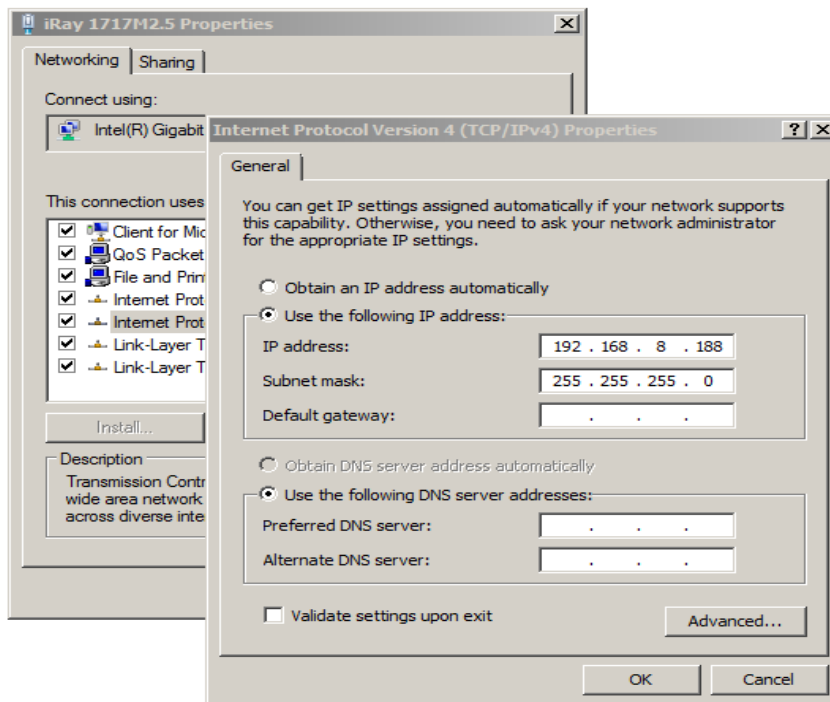 iRay 1717M2.5 Properties
Networking
Sharing
Connect using:
Intel(R) Gigabit
This connection uses
Client for Mic
QoS Packet
File and Print
Internet Prot
Internet Prot
Link-Layer T
Link-Layer T
Install...
Description
Transmission Contr
wide area network
across diverse inte
Internet Protocol Version 4 (TCP/IPv4) Properties
General
You can get IP settings assigned automatically if your network supports
this capability. Otherwise, you need to ask your network administrator
for the appropriate IP settings.
Obtain an IP address automatically
Use the following IP address:
IP address: 192 . 168 . 8 . 188
Subnet mask: 255 . 255 . 255 . 0
Default gateway: . . .
Obtain DNS server address automatically
Use the following DNS server addresses:
Preferred DNS server: . . .
Alternate DNS server: . . .
Validate settings upon exit
Advanced...
OK
Cancel